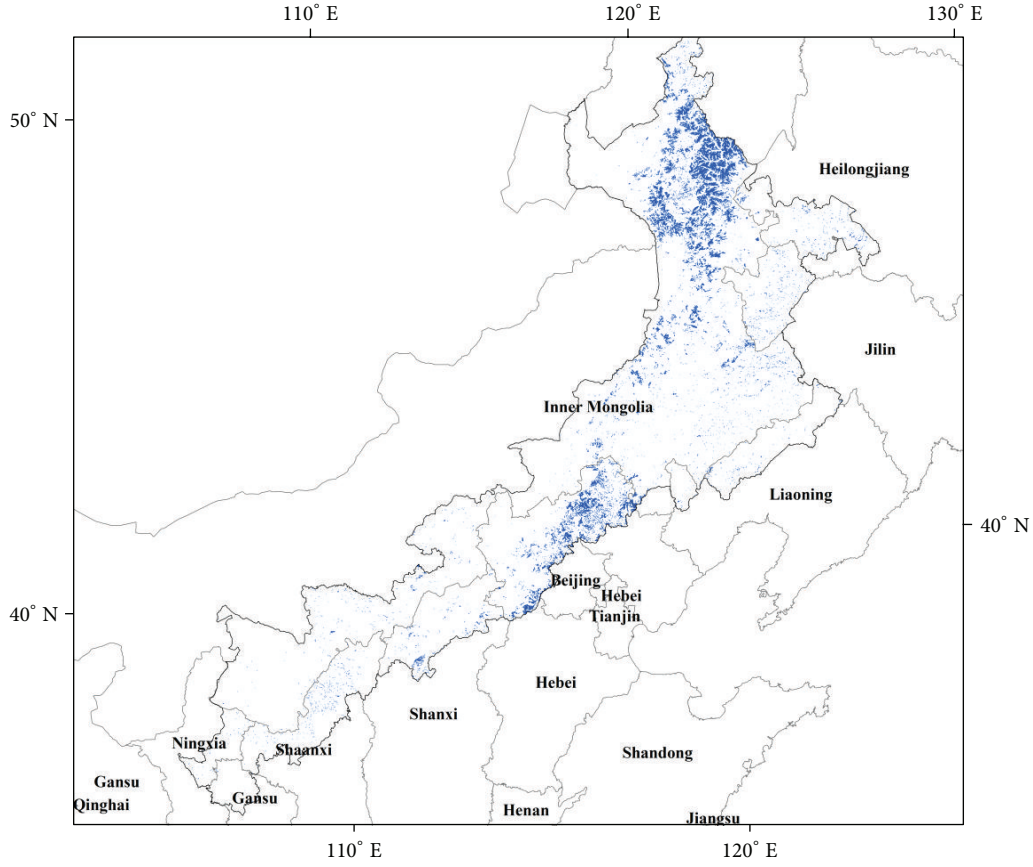 110° E 120° E 130° E
50° N
Heilongjiang
Jilin
Inner Mongolia
Liaoning
40° N
Beijing
Hebei
40° N
Tianjin
Hebei
Shanxi
Ningxia
Shaanxi
Shandong
Gansu
Gansu
Qinghai
Henan
Jiangsu
110° E 120° E